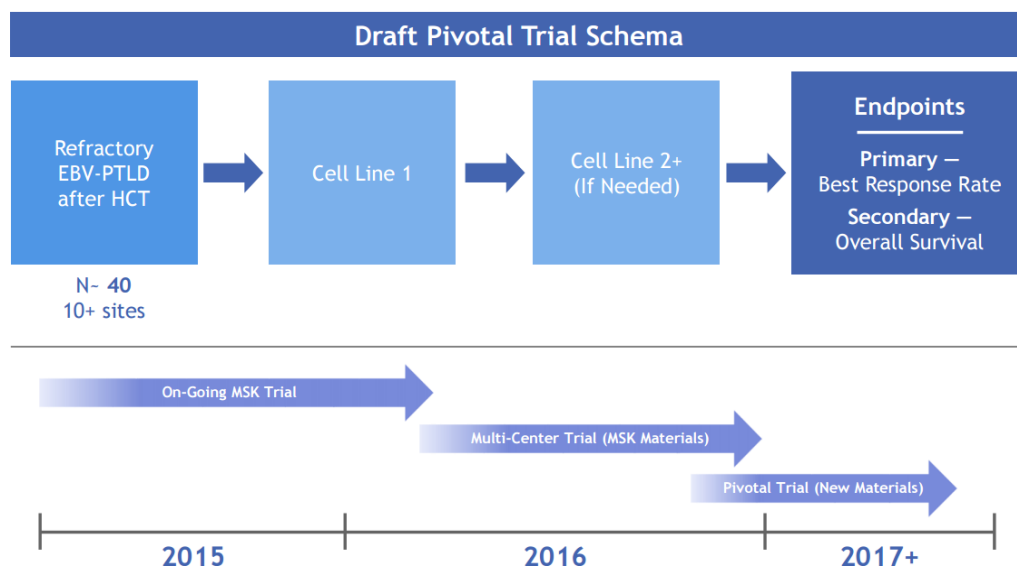 Draft Pivotal Trial Schema
Refractory
EBV-PTLD
after HCT
N~ 40
10+ sites
Cell Line 1
Cell Line 2+
(If Needed)
Endpoints
Primary —
Best Response Rate
Secondary —
Overall Survival
On-Going MSK Trial
Multi-Center Trial (MSK Materials)
Pivotal Trial (New Materials)
2015
2016
2017+